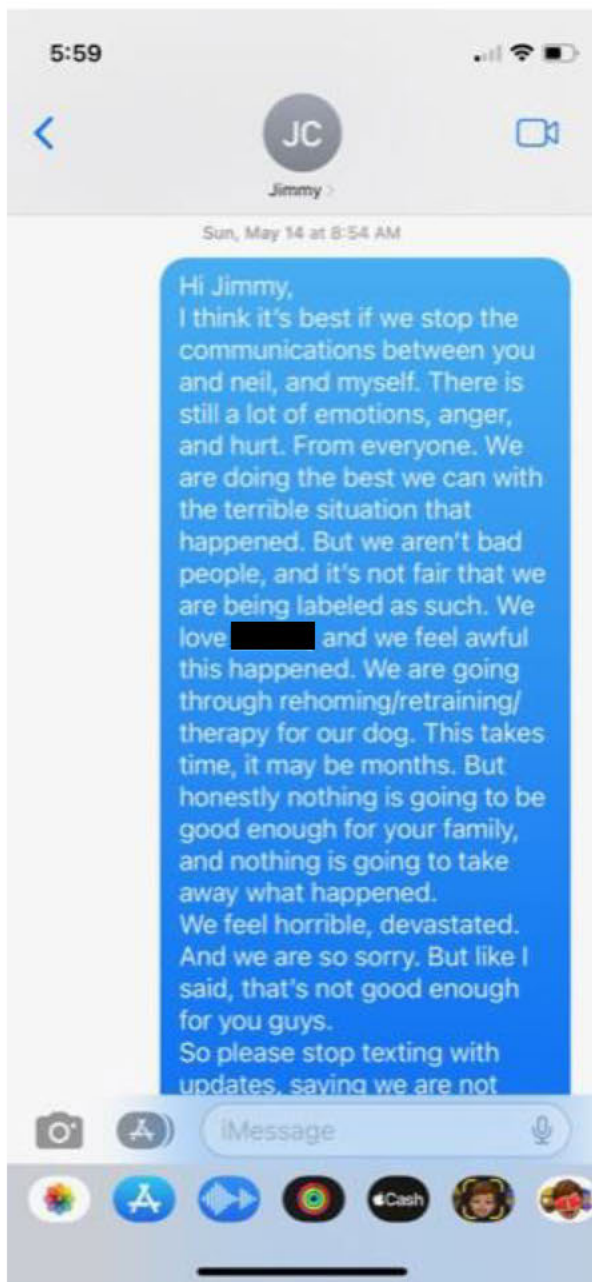 5:59
JC
Jimmy
Sun, May 14 at 8:54 AM
Hi Jimmy,
I think it's best if we stop the
communications between you
and neil, and myself. There is
still a lot of emotions, anger,
and hurt. From everyone. We
are doing the best we can with
the terrible situation that
happened. But we aren't bad
people, and it's not fair that we
are being labeled as such. We
love and we feel awful
this happened. We are going
through rehoming/retraining/
therapy for our dog. This takes
time, it may be months. But
honestly nothing is going to be
good enough for your family,
and nothing is going to take
away what happened.
We feel horrible, devastated.
And we are so sorry. But like I
said, that's not good enough
for you guys.
So please stop texting with
updates, saying we are not
iMessage
Cash